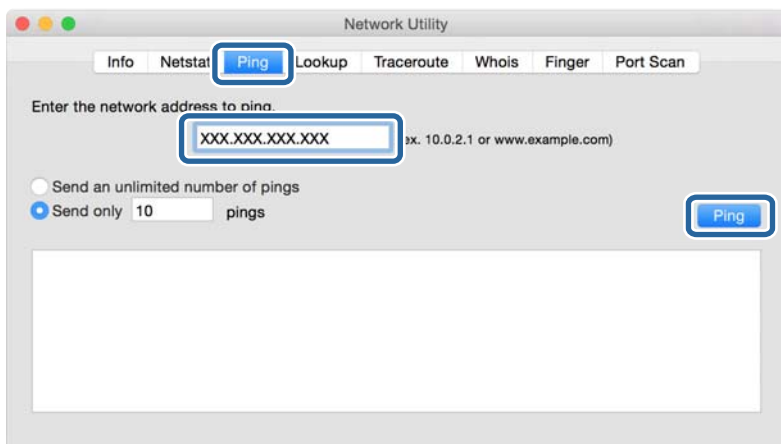 Network Utility
Info Netstat Ping Lookup Traceroute Whois Finger Port Scan
Enter the network address to ping.
XXX.XXX.XXX.XXX ex. 10.0.2.1 or www.example.com)
Send an unlimited number of pings
Send only 10 pings
Ping